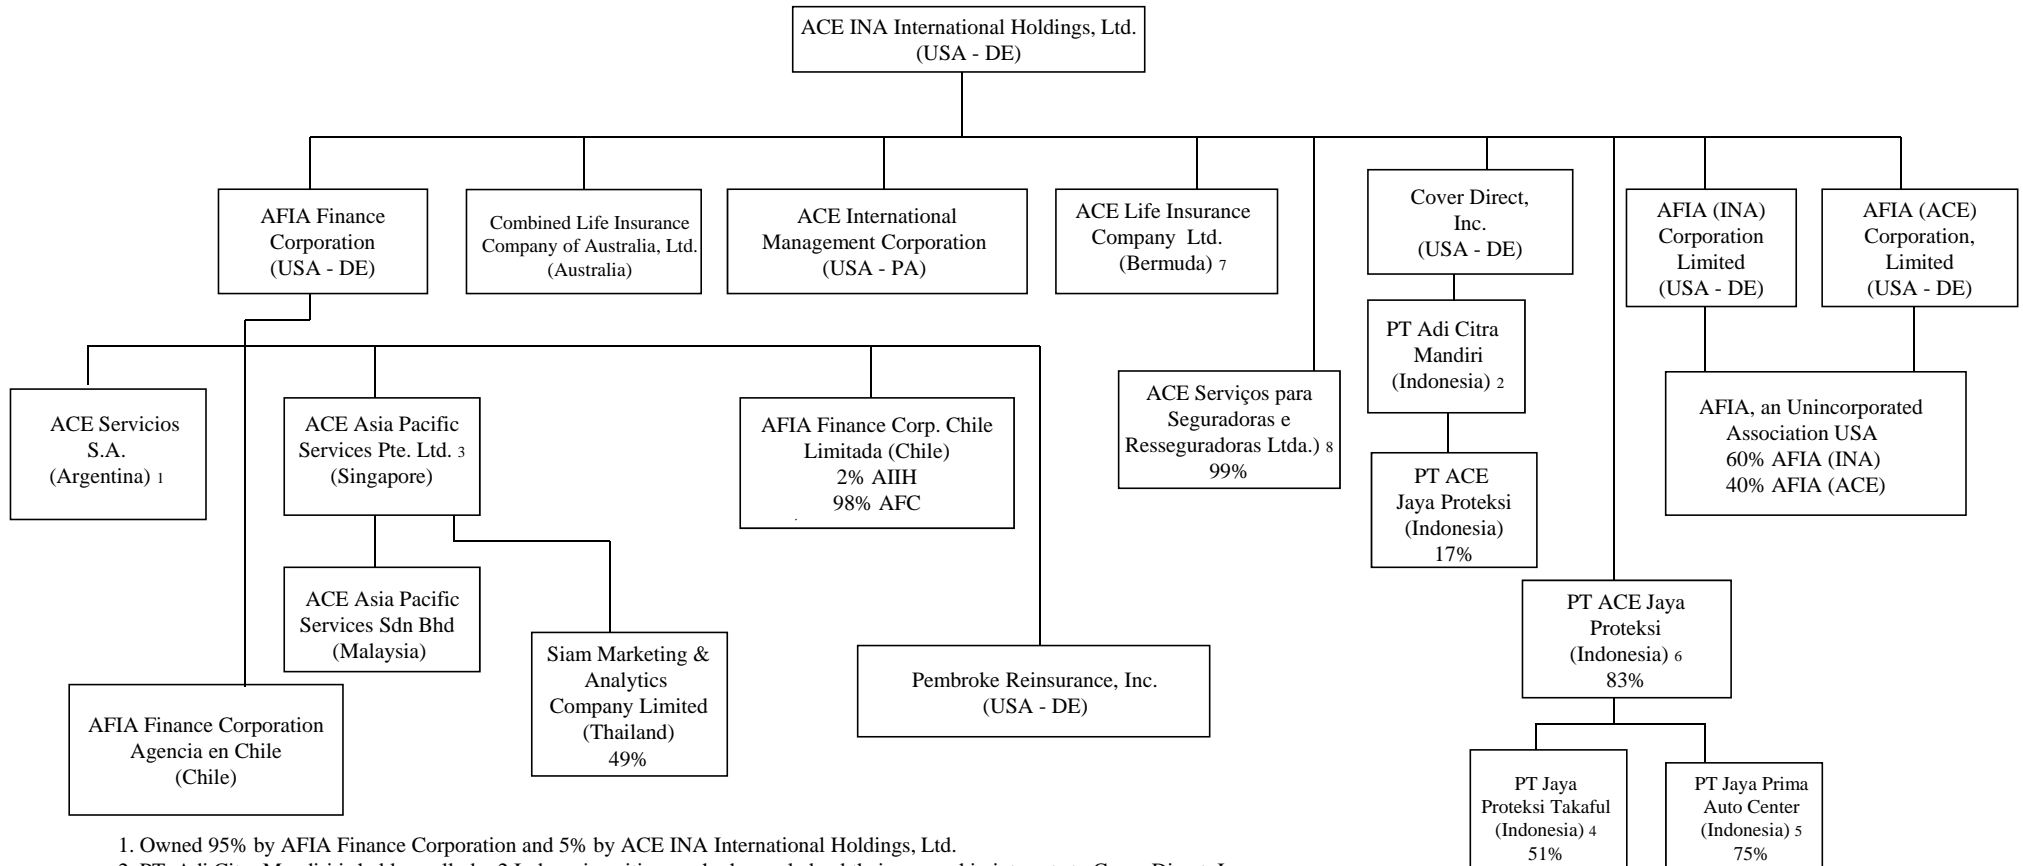 ACE INA International Holdings, Ltd.
(USA - DE)
AFIA Finance
Corporation
(USA - DE)
Combined Life Insurance
Company of Australia, Ltd.
(Australia)
ACE International
Management Corporation
(USA - PA)
ACE Life Insurance
Company Ltd.
(Bermuda) 7
Cover Direct,
Inc.
(USA - DE)
AFIA (INA)
Corporation
Limited
(USA - DE)
AFIA (ACE)
Corporation,
Limited
(USA - DE)
PT Adi Citra
Mandiri
(Indonesia) 2
ACE Servicios
S.A.
(Argentina) 1
ACE Asia Pacific
Services Pte. Ltd. 3
(Singapore)
AFIA Finance Corp. Chile
Limitada (Chile)
2% AIIH
98% AFC
ACE Serviços para
Seguradoras e
Resseguradoras Ltda.) 8
99%
PT ACE
Jaya Proteksi
(Indonesia)
17%
AFIA, an Unincorporated
Association USA
60% AFIA (INA)
40% AFIA (ACE)
ACE Asia Pacific
Services Sdn Bhd
(Malaysia)
Siam Marketing &
Analytics
Company Limited
(Thailand)
49%
Pembroke Reinsurance, Inc.
(USA - DE)
PT ACE Jaya
Proteksi
(Indonesia) 6
83%
AFIA Finance Corporation
Agencia en Chile
(Chile)
PT Jaya
Proteksi Takaful
(Indonesia) 4
51%
PT Jaya Prima
Auto Center
(Indonesia) 5
75%
1. Owned 95% by AFIA Finance Corporation and 5% by ACE INA International Holdings, Ltd.